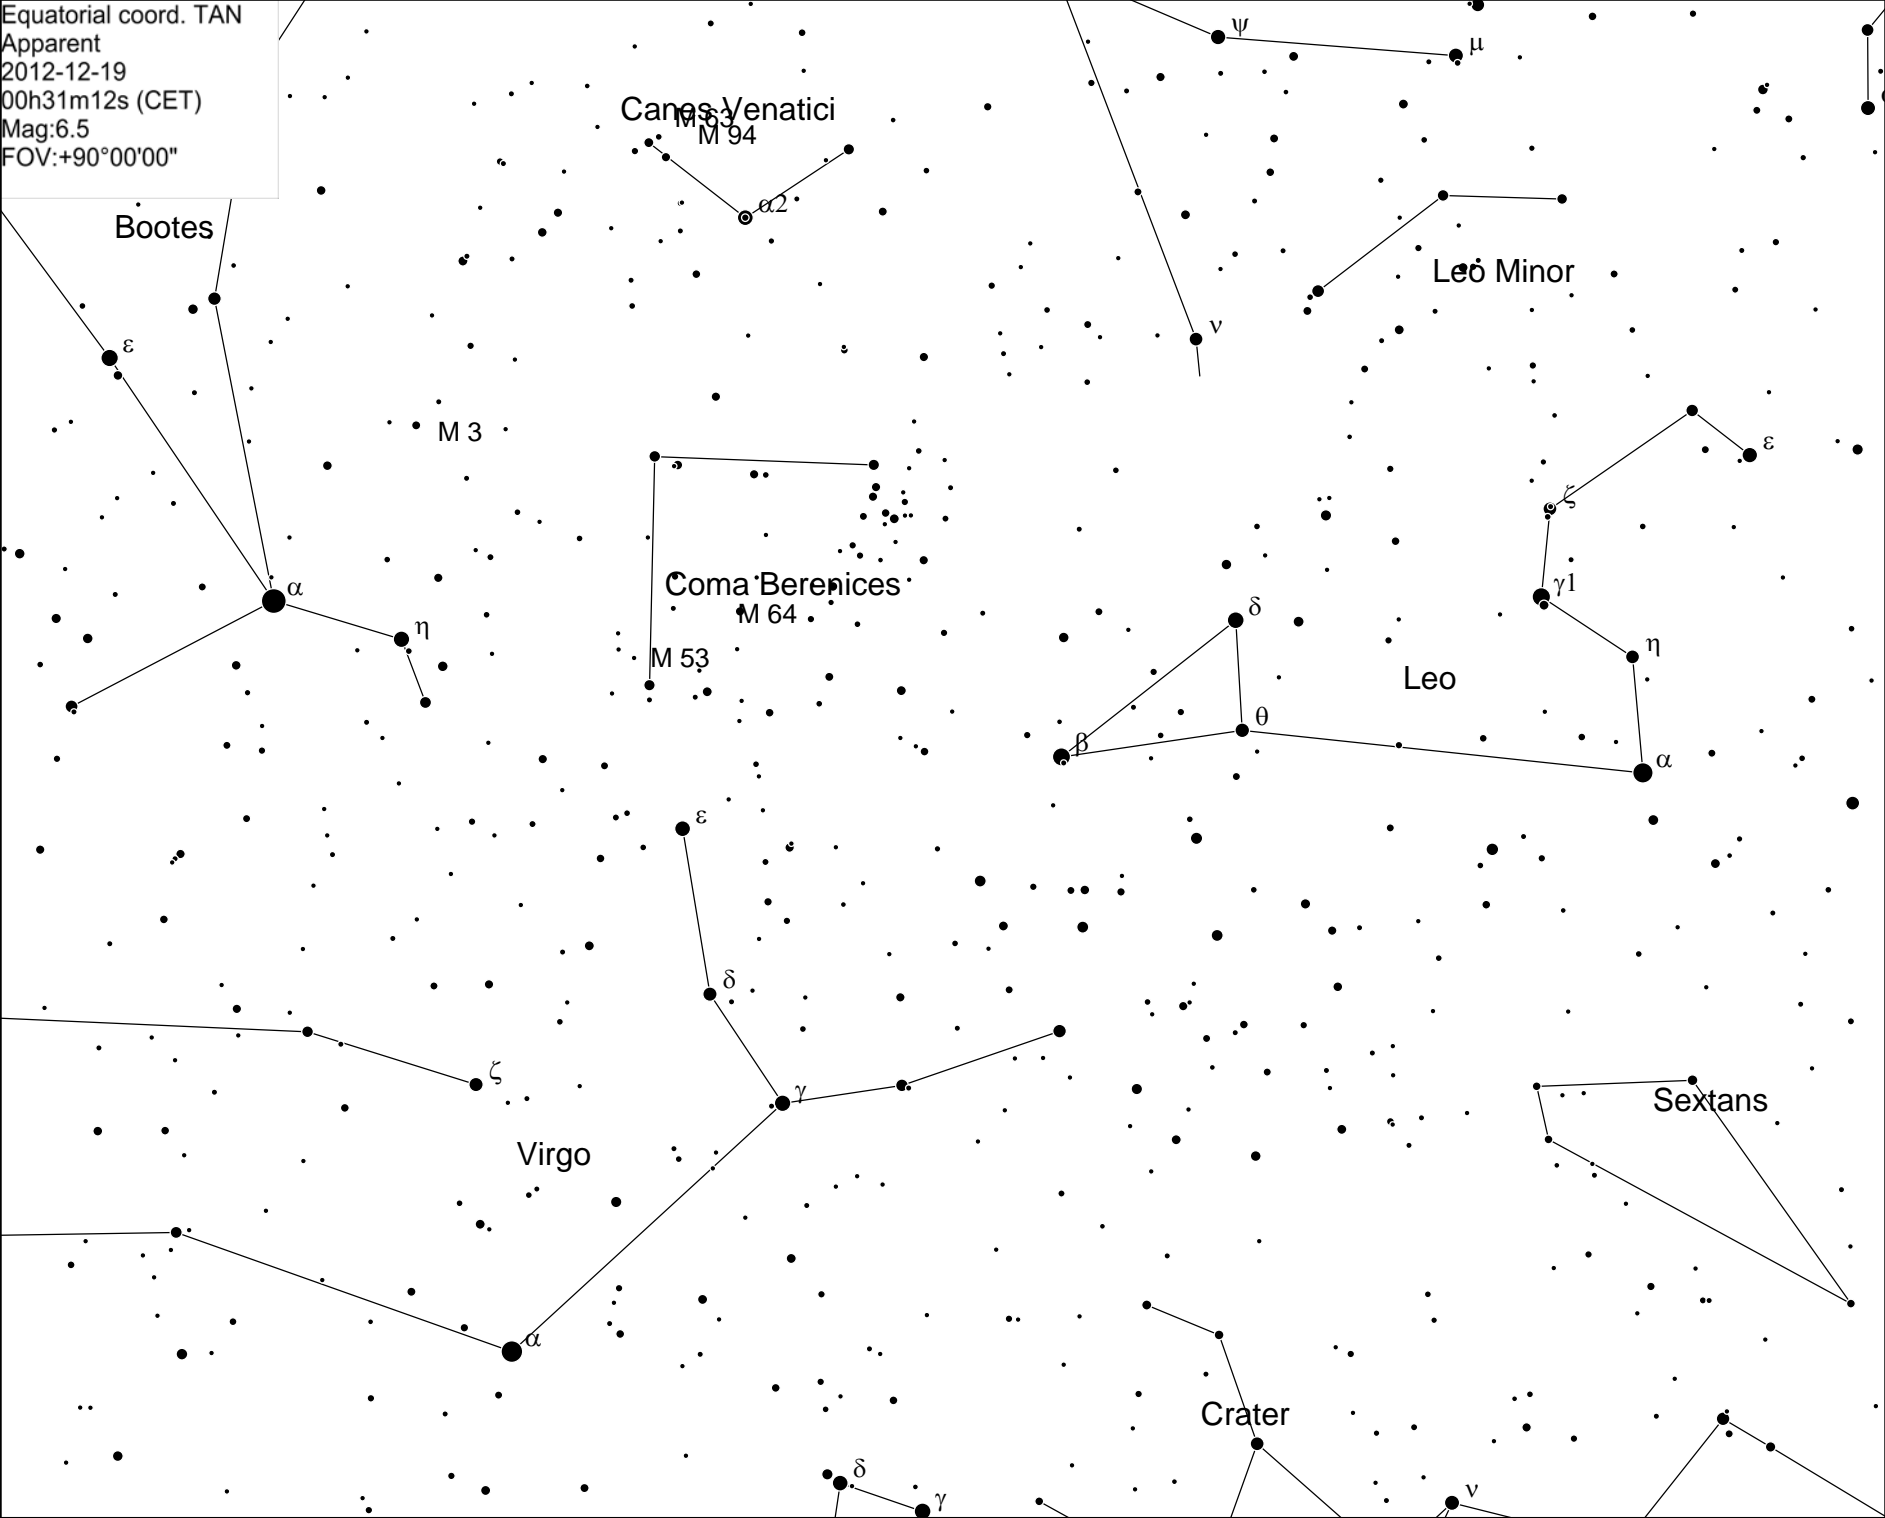 Equatorial coord. TAN
Apparent
2012-12-19
00h31m12s (CET)
Mag:6.5
FOV:+90°00'00"
ψ
μ
Canes Venatici
M 63
M 94
α2
Bootes
Leo Minor
ν
ε
M 3
ε
ζ
Coma Berenices
α
γ1
M 64
δ
η
η
M 53
Leo
θ
β
α
ε
δ
ζ
γ
Sextans
Virgo
α
Crater
δ
ν
γ